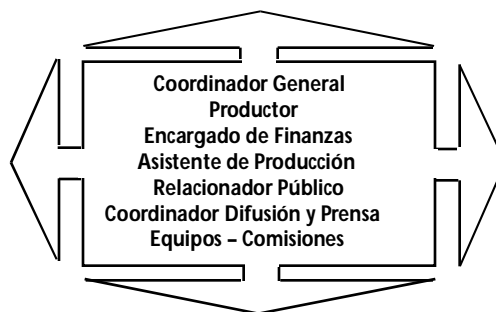 Coordinador General
Productor
Encargado de Finanzas
Asistente de Producción
Relacionador Público
Coordinador Difusión y Prensa
Equipos – Comisiones